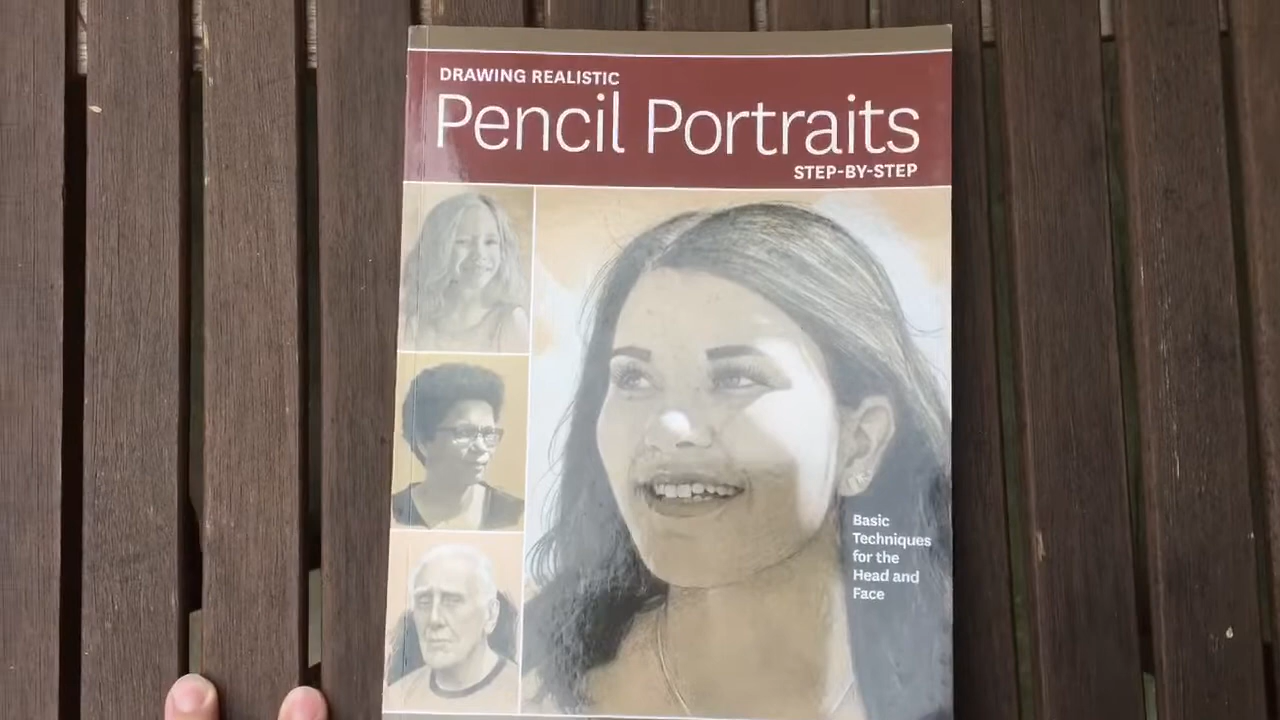 DRAWING REALISTIC
Pencil Portraits
STEP-BY-STEP
Basic
Techniques
for the
Head and
Face